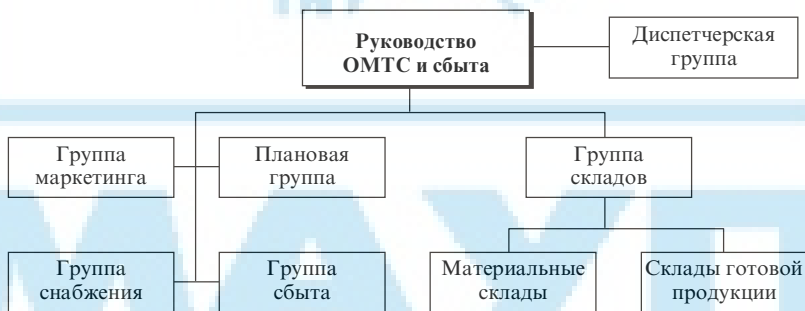 Руководство
ОМТС и сбыта
Диспетчерская
группа
Группа
маркетинга
Плановая
группа
Группа
складов
Группа
снабжения
Группа
сбыта
Материальные
склады
Склады готовой
продукции
МАУП